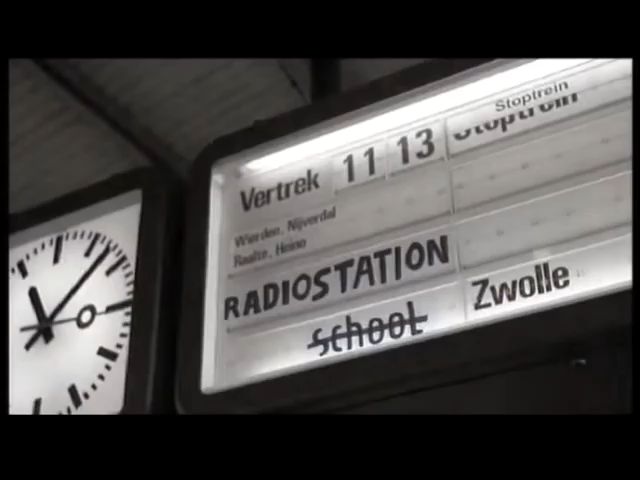 Stoptrein
Stoptrein
Vertrek 11 13
Wierden, Nijverdal
Raalte, Heino
RADIOSTATION
school Zwolle